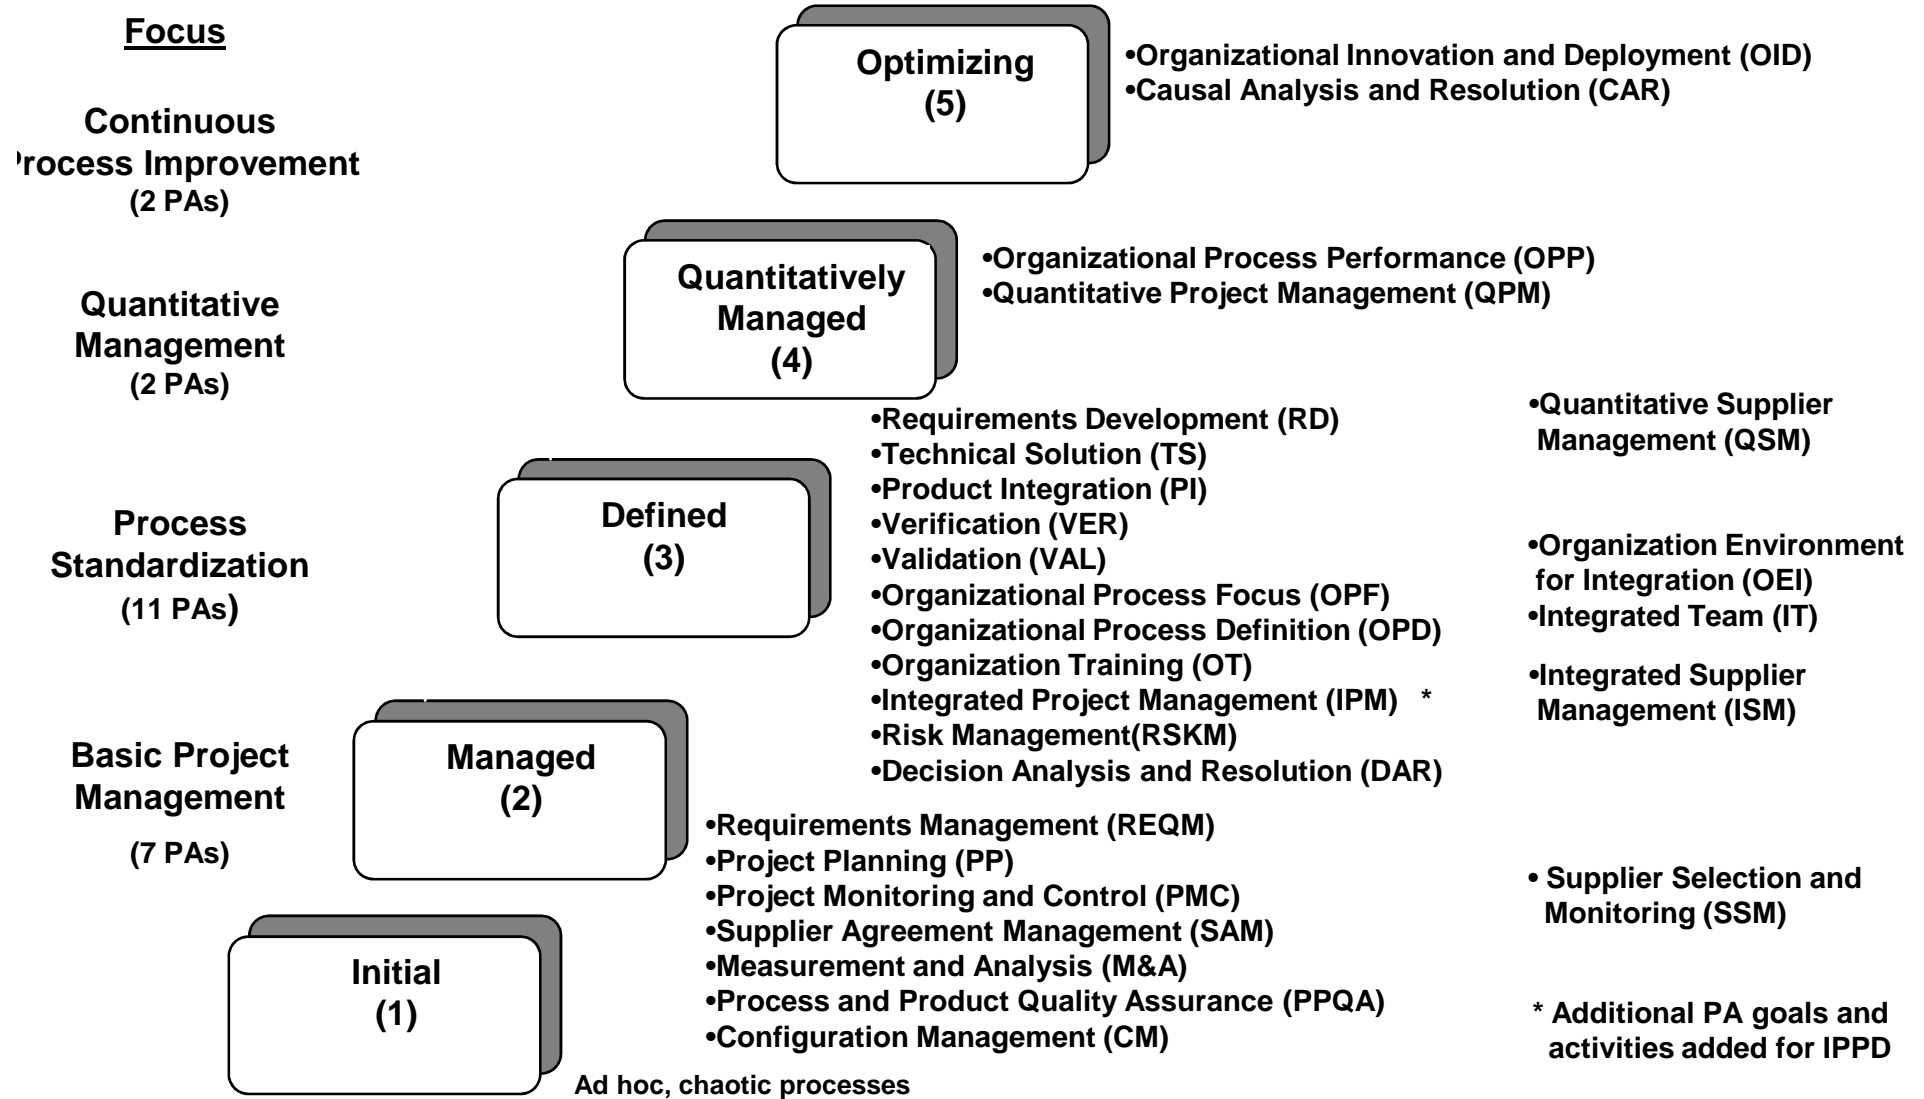 Focus
Continuous
Process Improvement
(2 PAs)
Quantitative
Management
(2 PAs)
Process
Standardization
(11 PAs)
Basic Project
Management
(7 PAs)
Optimizing
(5)
•Organizational Innovation and Deployment (OID)
•Causal Analysis and Resolution (CAR)
Quantitatively
Managed
(4)
•Organizational Process Performance (OPP)
•Quantitative Project Management (QPM)
Defined
(3)
•Requirements Development (RD)
•Technical Solution (TS)
•Product Integration (PI)
•Verification (VER)
•Validation (VAL)
•Organizational Process Focus (OPF)
•Organizational Process Definition (OPD)
•Organization Training (OT)
•Integrated Project Management (IPM) *
•Risk Management(RSKM)
•Decision Analysis and Resolution (DAR)
Managed
(2)
•Requirements Management (REQM)
•Project Planning (PP)
•Project Monitoring and Control (PMC)
•Supplier Agreement Management (SAM)
•Measurement and Analysis (M&A)
•Process and Product Quality Assurance (PPQA)
•Configuration Management (CM)
Initial
(1)
Ad hoc, chaotic processes
•Quantitative Supplier
Management (QSM)
•Organization Environment
for Integration (OEI)
•Integrated Team (IT)
•Integrated Supplier
Management (ISM)
• Supplier Selection and
Monitoring (SSM)
* Additional PA goals and
activities added for IPPD